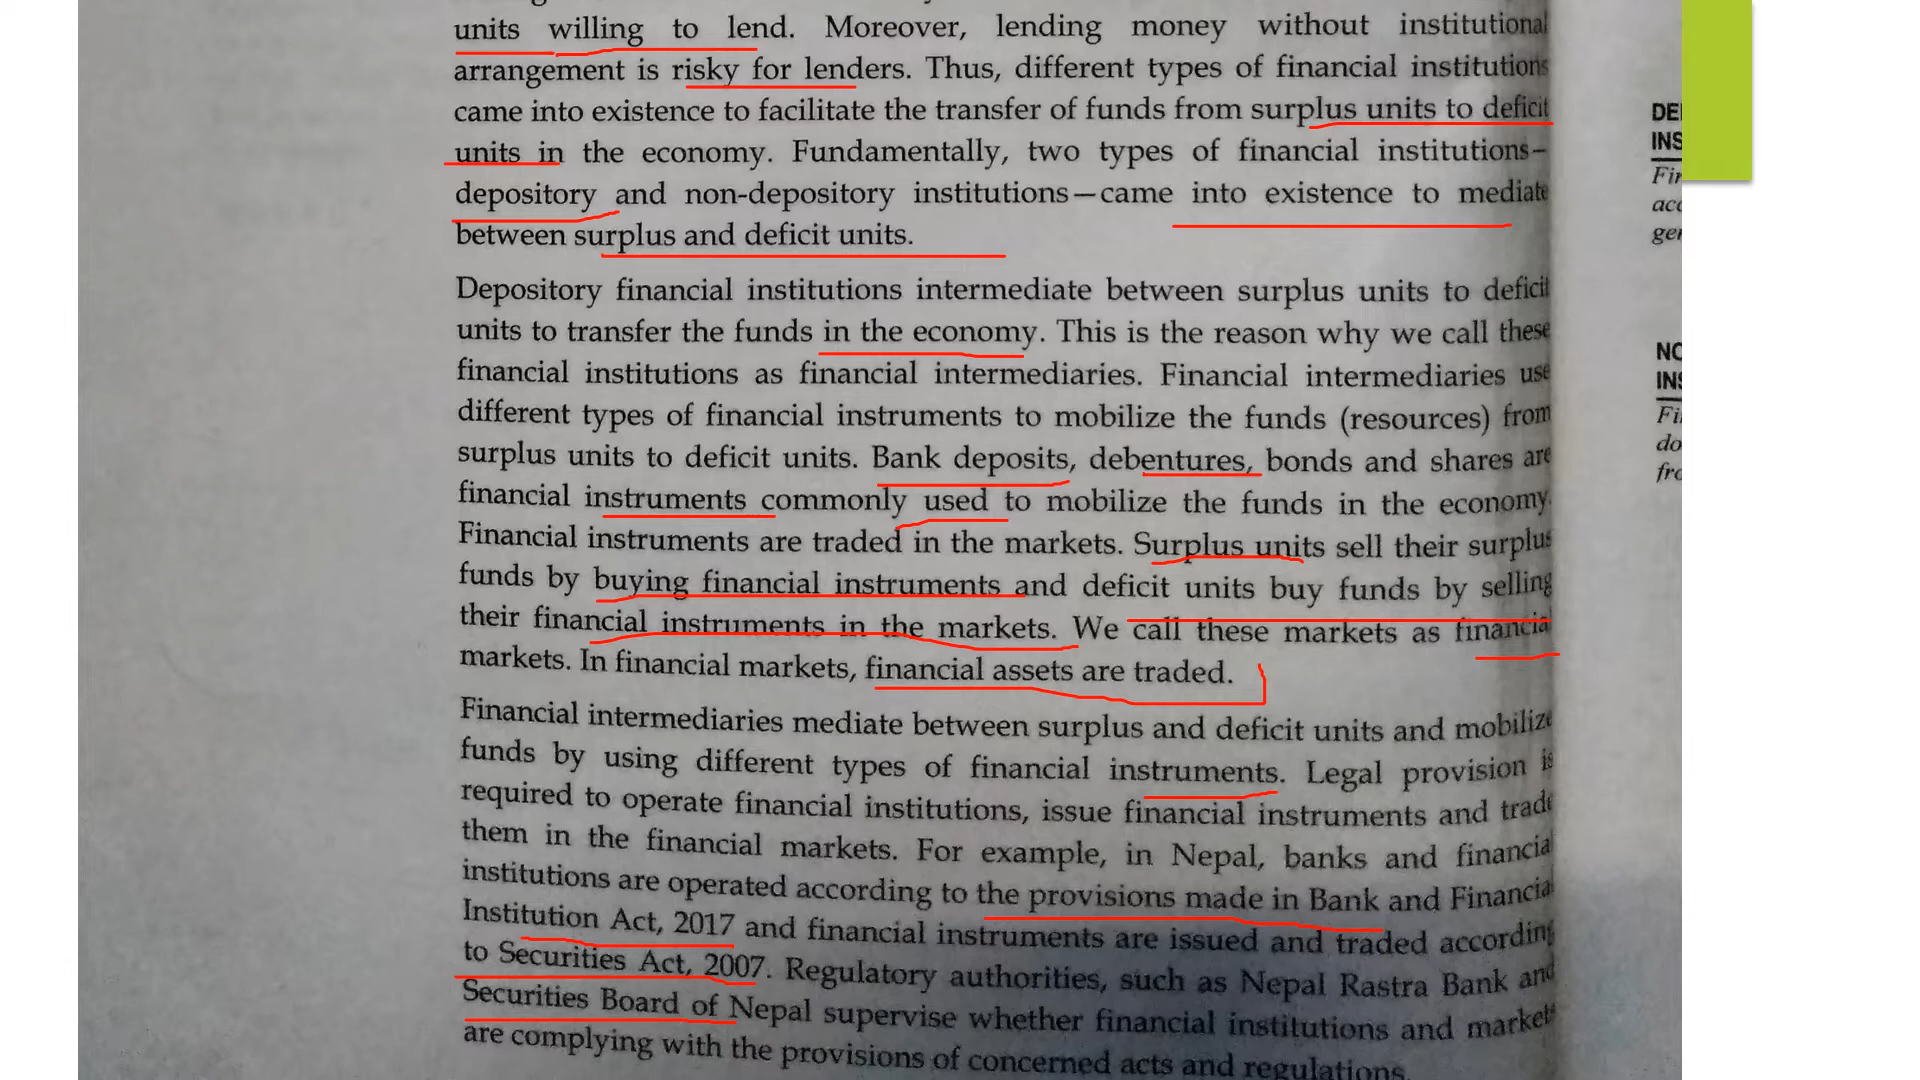 units willing to lend. Moreover, lending money without institutional
arrangement is risky for lenders. Thus, different types of financial institutions
came into existence to facilitate the transfer of funds from surplus units to deficit
units in the economy. Fundamentally, two types of financial institutions—
depository and non-depository institutions—came into existence to mediate
between surplus and deficit units.
Depository financial institutions intermediate between surplus units to deficit
units to transfer the funds in the economy. This is the reason why we call these
financial institutions as financial intermediaries. Financial intermediaries use
different types of financial instruments to mobilize the funds (resources) from
surplus units to deficit units. Bank deposits, debentures, bonds and shares are
financial instruments commonly used to mobilize the funds in the economy.
Financial instruments are traded in the markets. Surplus units sell their surplus
funds by buying financial instruments and deficit units buy funds by selling
their financial instruments in the markets. We call these markets as financial
markets. In financial markets, financial assets are traded.
Financial intermediaries mediate between surplus and deficit units and mobilize
funds by using different types of financial instruments. Legal provision is
required to operate financial institutions, issue financial instruments and trade
them in the financial markets. For example, in Nepal, banks and financial
institutions are operated according to the provisions made in Bank and Financial
Institution Act, 2017 and financial instruments are issued and traded according
to Securities Act, 2007. Regulatory authorities, such as Nepal Rastra Bank and
Securities Board of Nepal supervise whether financial institutions and markets
are complying with the provisions of concerned acts and regulations.